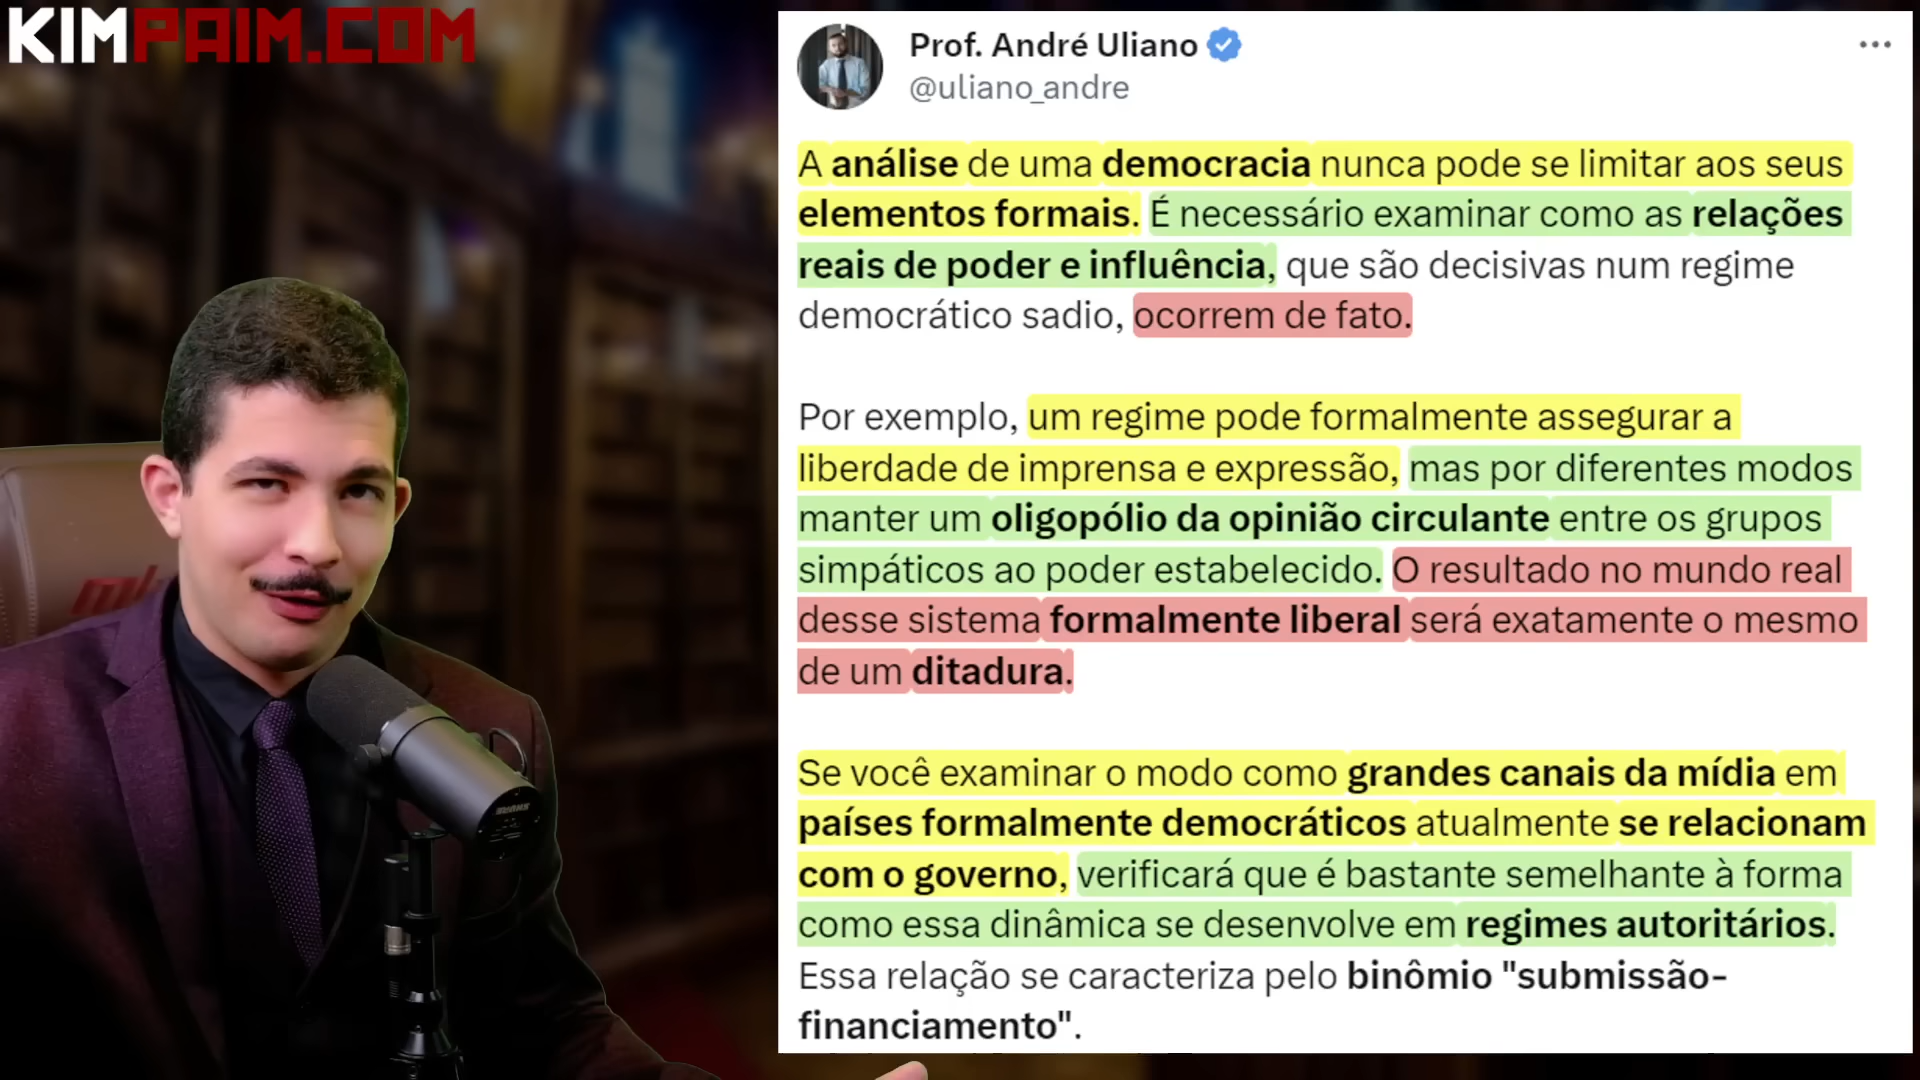 KIMPAIM.COM
Prof. André Uliano
@uliano_andre
A análise de uma democracia nunca pode se limitar aos seus
elementos formais. É necessário examinar como as relações
reais de poder e influência, que são decisivas num regime
democrático sadio, ocorrem de fato.
Por exemplo, um regime pode formalmente assegurar a
liberdade de imprensa e expressão, mas por diferentes modos
manter um oligopólio da opinião circulante entre os grupos
simpáticos ao poder estabelecido. O resultado no mundo real
desse sistema formalmente liberal será exatamente o mesmo
de um ditadura.
Se você examinar o modo como grandes canais da mídia em
países formalmente democráticos atualmente se relacionam
com o governo, verificará que é bastante semelhante à forma
como essa dinâmica se desenvolve em regimes autoritários.
Essa relação se caracteriza pelo binômio "submissão-
financiamento".